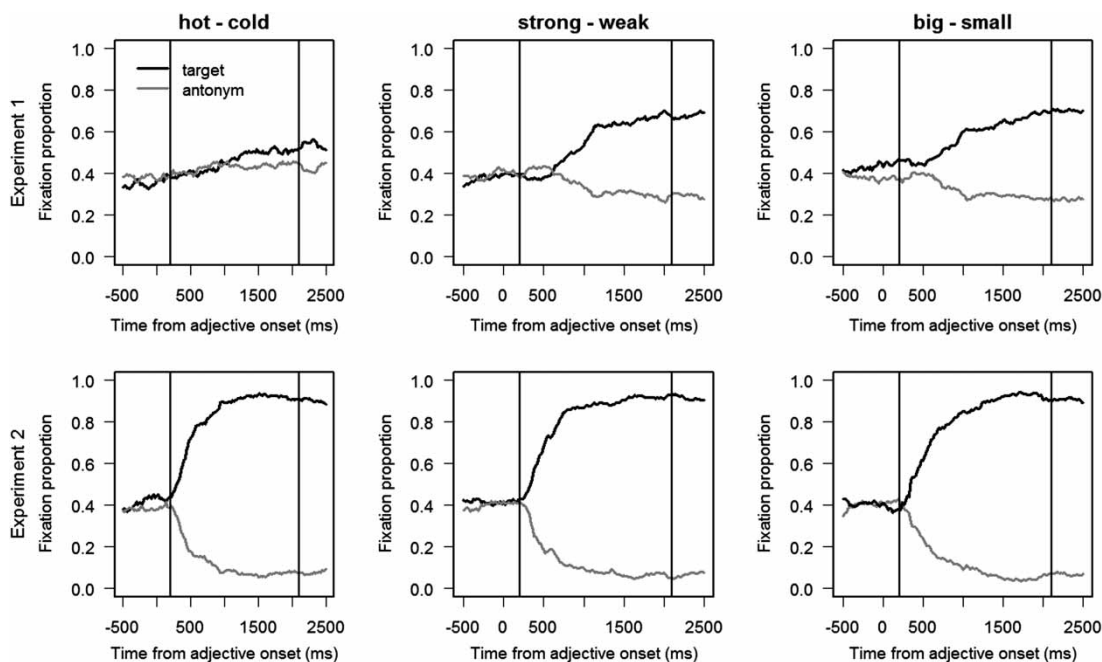 hot - cold
strong - weak
big - small
Experiment 1
Fixation proportion
1.0
0.8
0.6
0.4
0.2
0.0
target
antonym
-500 500 1500 2500
Time from adjective onset (ms)
Fixation proportion
1.0
0.8
0.6
0.4
0.2
0.0
-500 0 500 1500 2500
Time from adjective onset (ms)
Fixation proportion
1.0
0.8
0.6
0.4
0.2
0.0
-500 0 500 1500 2500
Time from adjective onset (ms)
Experiment 2
Fixation proportion
1.0
0.8
0.6
0.4
0.2
0.0
-500 500 1500 2500
Time from adjective onset (ms)
Fixation proportion
1.0
0.8
0.6
0.4
0.2
0.0
-500 0 500 1500 2500
Time from adjective onset (ms)
Fixation proportion
1.0
0.8
0.6
0.4
0.2
0.0
-500 0 500 1500 2500
Time from adjective onset (ms)